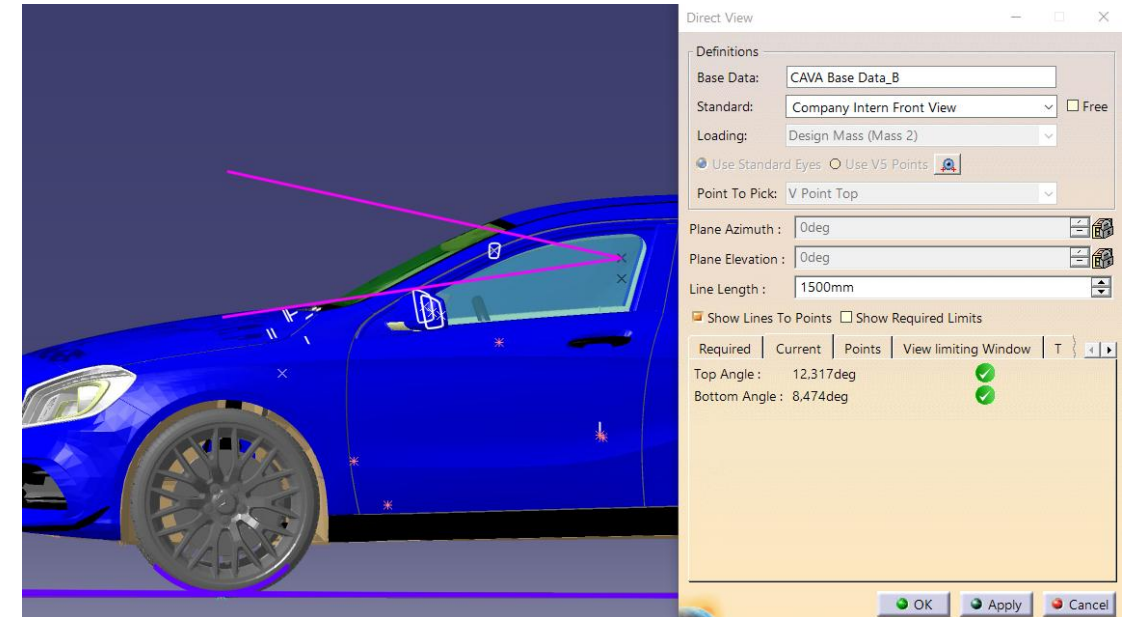 Direct View
Definitions
Base Data: CAVA Base Data_B
Standard: Company Intern Front View Free
Loading: Design Mass (Mass 2)
Use Standard Eyes Use V5 Points
Point To Pick: V Point Top
Plane Azimuth : 0deg
Plane Elevation : 0deg
Line Length : 1500mm
Show Lines To Points Show Required Limits
Required Current Points View limiting Window T
Top Angle : 12,317deg
Bottom Angle : 8,474deg
OK Apply Cancel